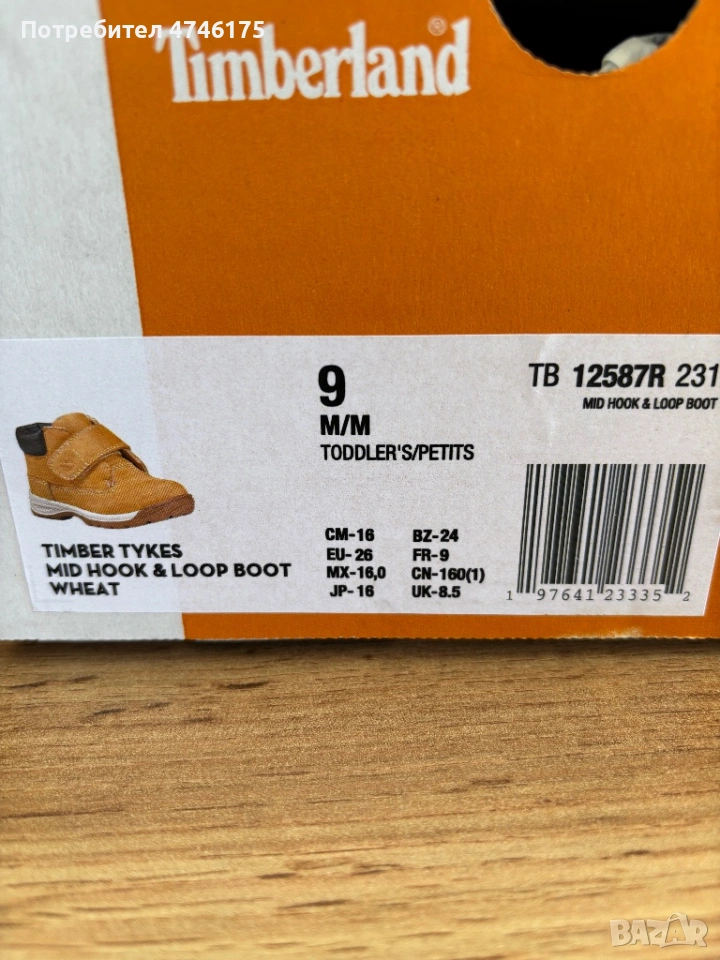 Потребител 4746175
Timberland®
9
M/M
TODDLER'S/PETITS
TB 12587R 231
MID HOOK & LOOP BOOT
TIMBER TYKES
MID HOOK & LOOP BOOT
WHEAT
CM-16 BZ-24
EU-26 FR-9
MX-16,0 CN-160(1)
JP-16 UK-8.5
1 97641 23335 2
BAZAR